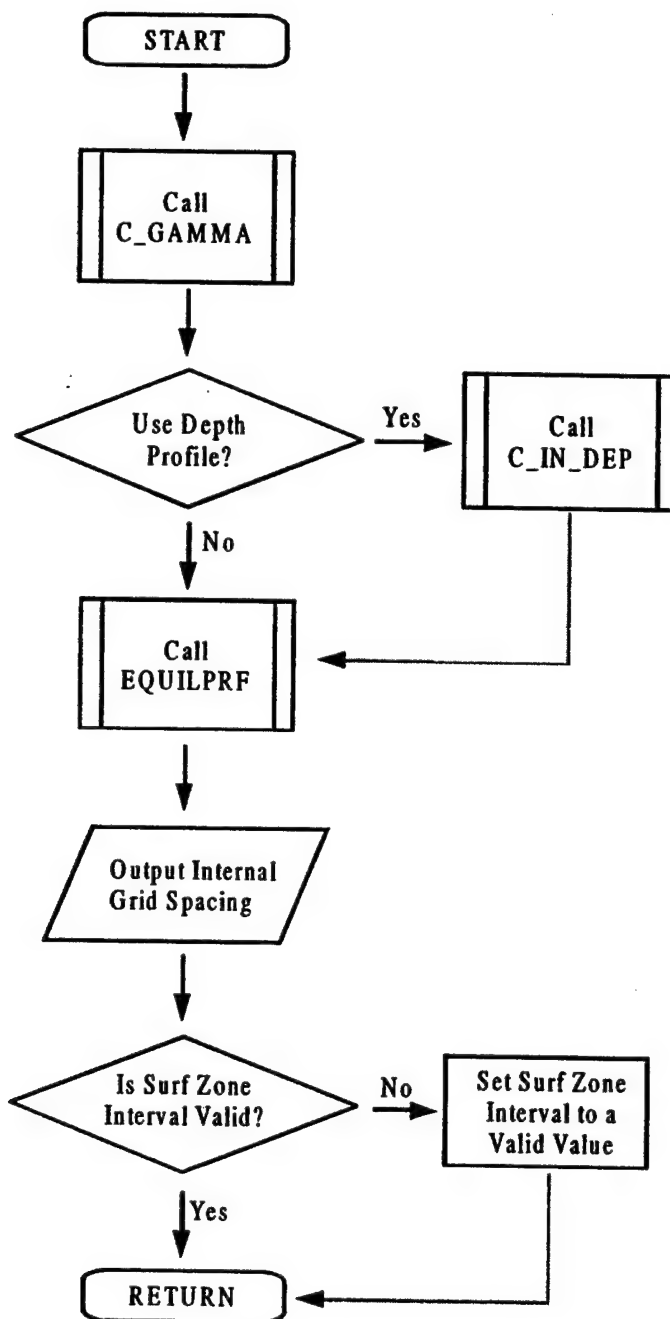 START
Call
C_GAMMA
Use Depth
Profile?
Yes
Call
C_IN_DEP
No
Call
EQUILPRF
Output Internal
Grid Spacing
Is Surf Zone
Interval Valid?
No
Set Surf Zone
Interval to a
Valid Value
Yes
RETURN